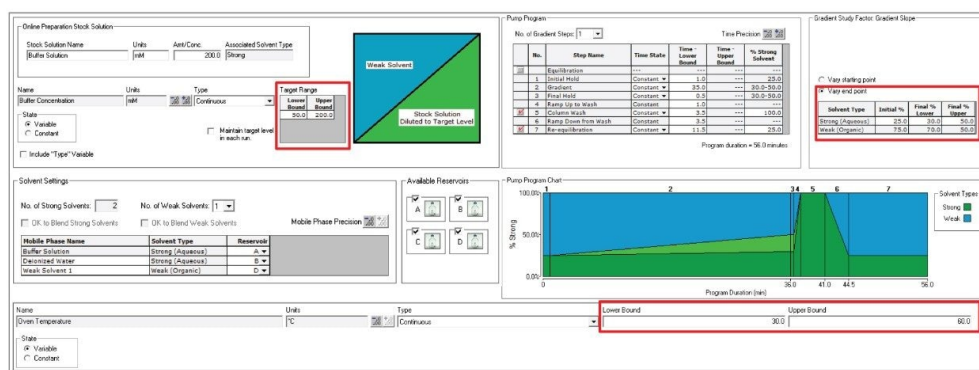 Online Preparation Stock Solution
Stock Solution Name Units Amt/Conc. Associated Solvent Type
Buffer Solution mM 200.0 Strong
Name Units Type
Buffer Concentration mM Continuous
Target Range
Lower Bound Upper Bound
50.0 200.0
State
Variable
Constant
Maintain target level
in each run.
Include "Type" Variable
Weak Solvent
Stock Solution
Diluted to Target Level
Pump Program
No. of Gradient Steps: 1 Time Precision
No. Step Name Time State Time - Lower Bound Time - Upper Bound % Strong Solvent
Equilibration --- --- --- ---
1 Initial Hold Constant 1.0 --- 25.0
2 Gradient Constant 35.0 --- 30.0-50.0
3 Final Hold Constant 0.5 --- 30.0-50.0
4 Ramp Up to Wash Constant 1.0 --- ---
5 Column Wash Constant 3.5 --- 100.0
6 Ramp Down from Wash Constant 3.5 --- ---
7 Re-equilibration Constant 11.5 --- 25.0
Program duration = 56.0 minutes
Gradient Study Factor: Gradient Slope
Vary starting point
Vary end point
Solvent Type Initial % Final % Lower Final % Upper
Strong (Aqueous) 25.0 30.0 50.0
Weak (Organic) 75.0 70.0 50.0
Solvent Settings
No. of Strong Solvents: 2 No. of Weak Solvents: 1
OK to Blend Strong Solvents OK to Blend Weak Solvents Mobile Phase Precision
Mobile Phase Name Solvent Type Reservoir
Buffer Solution Strong (Aqueous) A
Deionized Water Strong (Aqueous) B
Weak Solvent 1 Weak (Organic) D
Available Reservoirs
A B
C D
Pump Program Chart
1 2 3 4 5 6 7
100.0%
50.0%
0.0%
% Strong
0 36.0 41.0 44.5 56.0
Program Duration (min)
Solvent Types
Strong
Weak
Name Units Type Lower Bound Upper Bound
Oven Temperature °C Continuous 30.0 60.0
State
Variable
Constant